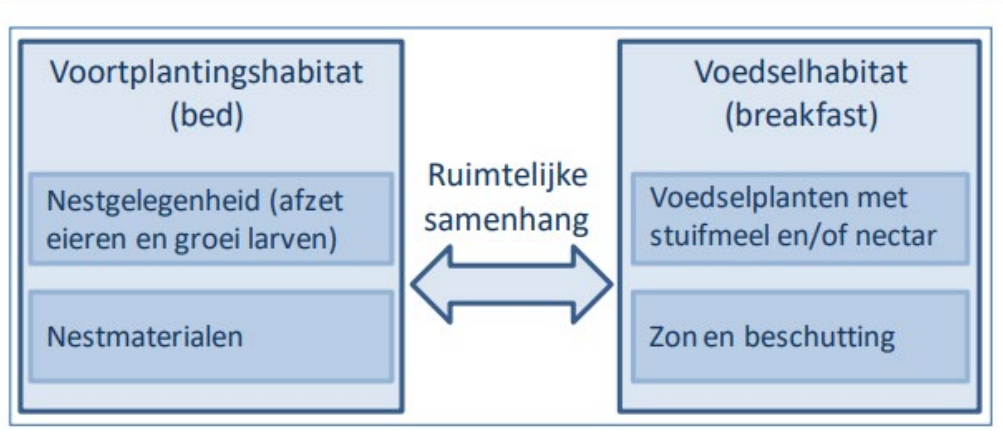 Voortplantingshabitat
(bed)
Nestgelegenheid (afzet
eieren en groei larven)
Nestmaterialen
Ruimtelijke
samenhang
Voedselhabitat
(breakfast)
Voedselplanten met
stuifmeel en/of nectar
Zon en beschutting